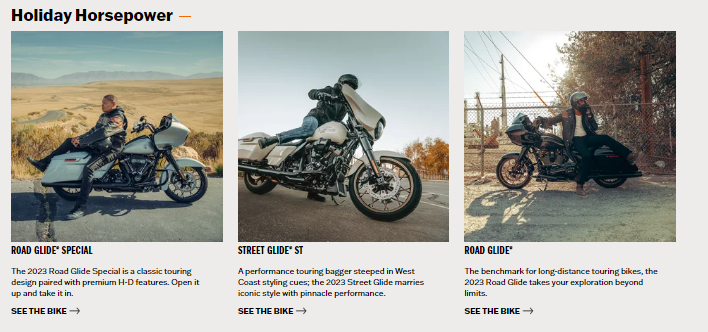 Holiday Horsepower —
ROAD GLIDE® SPECIAL
The 2023 Road Glide Special is a classic touring
design paired with premium H-D features. Open it
up and take it in.
SEE THE BIKE →
STREET GLIDE® ST
A performance touring bagger steeped in West
Coast styling cues; the 2023 Street Glide marries
iconic style with pinnacle performance.
SEE THE BIKE →
ROAD GLIDE®
The benchmark for long-distance touring bikes, the
2023 Road Glide takes your exploration beyond
limits.
SEE THE BIKE →